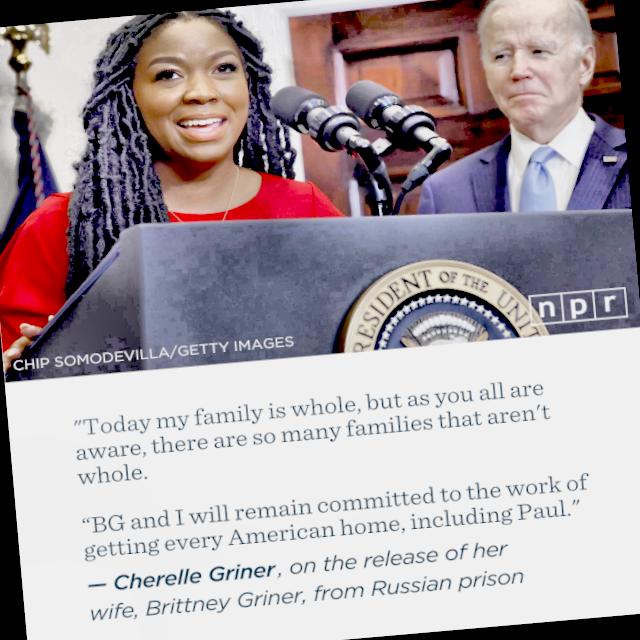 PRESIDENT OF THE UNI
npr
CHIP SOMODEVILLA/GETTY IMAGES
"Today my family is whole, but as you all are
aware, there are so many families that aren't
whole.
“BG and I will remain committed to the work of
getting every American home, including Paul.”
— Cherelle Griner, on the release of her
wife, Brittney Griner, from Russian prison